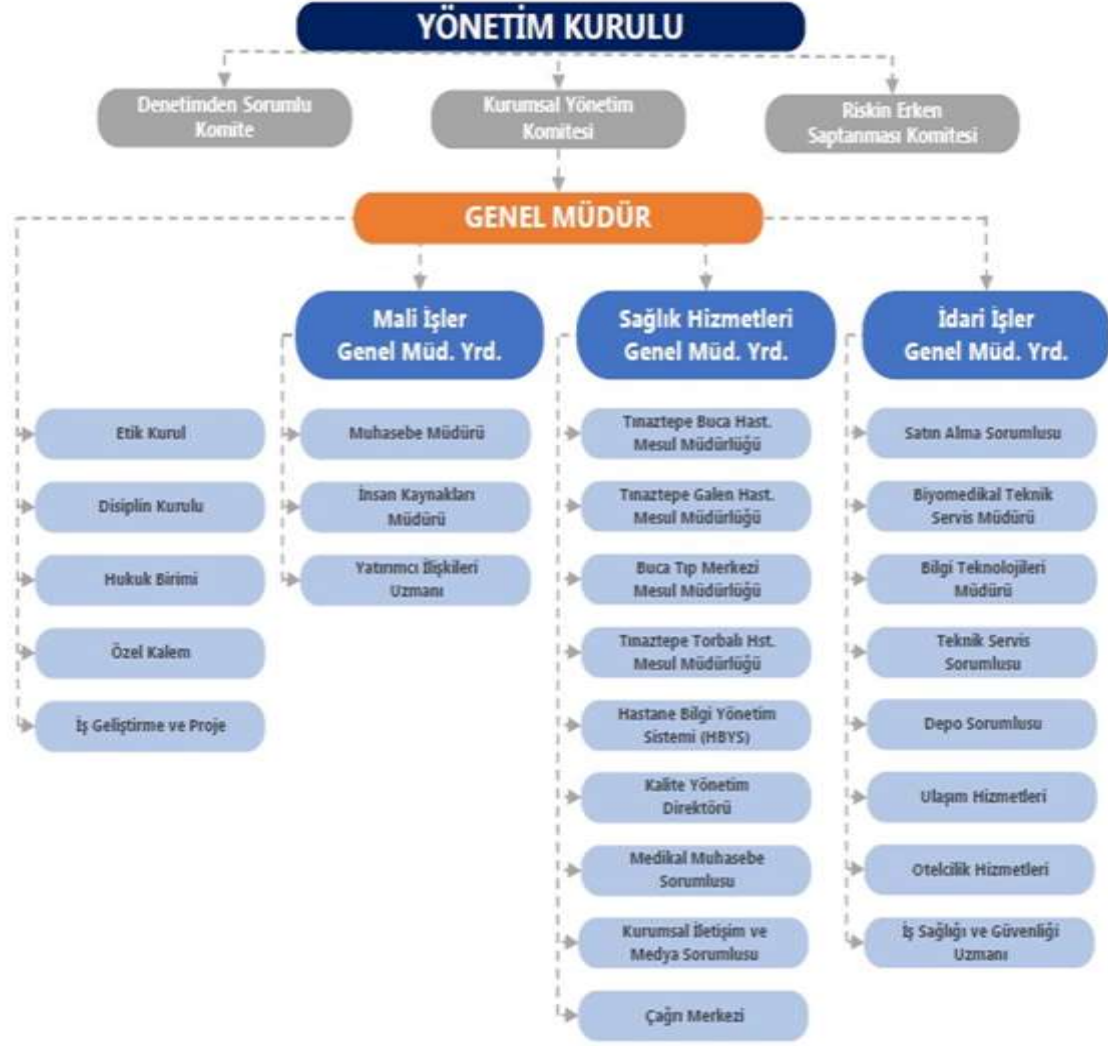 YÖNETİM KURULU
Denetimden Sorumlu
Komite
Kurumsal Yönetim
Komitesi
Riskin Erken
Saptanması Komitesi
GENEL MÜDÜR
Etik Kurul
Disiplin Kurulu
Hukuk Birimi
Özel Kalem
İş Geliştirme ve Proje
Mali İşler
Genel Müd. Yrd.
Muhasebe Müdürü
İnsan Kaynakları
Müdürü
Yatırımcı İlişkileri
Uzmanı
Sağlık Hizmetleri
Genel Müd. Yrd.
Tınaztepe Buca Hast.
Mesul Müdürlüğü
Tınaztepe Galen Hast.
Mesul Müdürlüğü
Buca Tıp Merkezi
Mesul Müdürlüğü
Tınaztepe Torbalı Hst.
Mesul Müdürlüğü
Hastane Bilgi Yönetim
Sistemi (HBYS)
Kalite Yönetim
Direktörü
Medikal Muhasebe
Sorumlusu
Kurumsal İletişim ve
Medya Sorumlusu
Çağrı Merkezi
İdari İşler
Genel Müd. Yrd.
Satın Alma Sorumlusu
Biyomedikal Teknik
Servis Müdürü
Bilgi Teknolojileri
Müdürü
Teknik Servis
Sorumlusu
Depo Sorumlusu
Ulaşım Hizmetleri
Otelcilik Hizmetleri
İş Sağlığı ve Güvenliği
Uzmanı